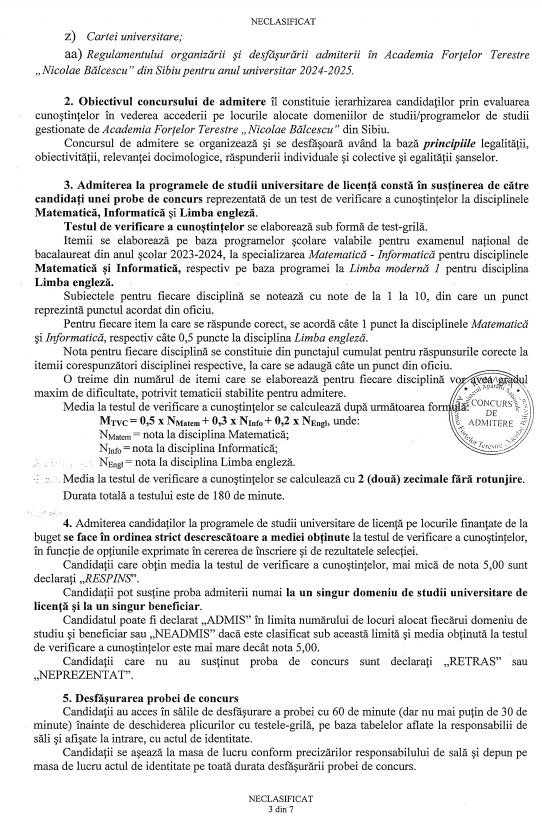 NECLASIFICAT
z) Cartei universitare;
aa) Regulamentului organizării și desfășurării admiterii în Academia Forțelor Terestre
„Nicolae Bălcescu” din Sibiu pentru anul universitar 2024-2025.
2. Obiectivul concursului de admitere îl constituie ierarhizarea candidaților prin evaluarea
cunoștințelor în vederea accederii pe locurile alocate domeniilor de studii/programelor de studii
gestionate de Academia Forțelor Terestre „Nicolae Bălcescu” din Sibiu.
Concursul de admitere se organizează și se desfășoară având la bază principiile legalității,
obiectivității, relevanței docimologice, răspunderii individuale și colective și egalității șanselor.
3. Admiterea la programele de studii universitare de licență constă în susținerea de către
candidați unei probe de concurs reprezentată de un test de verificare a cunoștințelor la disciplinele
Matematică, Informatică și Limba engleză.
Testul de verificare a cunoștințelor se elaborează sub formă de test-grilă.
Itemii se elaborează pe baza programelor școlare valabile pentru examenul național de
bacalaureat din anul școlar 2023-2024, la specializarea Matematică - Informatică pentru disciplinele
Matematică și Informatică, respectiv pe baza programei la Limba modernă 1 pentru disciplina
Limba engleză.
Subiectele pentru fiecare disciplină se notează cu note de la 1 la 10, din care un punct
reprezintă punctul acordat din oficiu.
Pentru fiecare item la care se răspunde corect, se acordă câte 1 punct la disciplinele Matematică
și Informatică, respectiv câte 0,5 puncte la disciplina Limba engleză.
Nota pentru fiecare disciplină se constituie din punctajul cumulat pentru răspunsurile corecte la
itemii corespunzători disciplinei respective, la care se adaugă câte un punct din oficiu.
O treime din numărul de itemi care se elaborează pentru fiecare disciplină vor avea gradul
maxim de dificultate, potrivit tematicii stabilite pentru admitere.
Media la testul de verificare a cunoștințelor se calculează după următoarea formulă:
MTVC = 0,5 x NMatem + 0,3 x NInfo + 0,2 x NEngl, unde:
NMatem = nota la disciplina Matematică;
NInfo = nota la disciplina Informatică;
NEngl = nota la disciplina Limba engleză.
CONCURS
DE
ADMITERE
Media la testul de verificare a cunoștințelor se calculează cu 2 (două) zecimale fără rotunjire.
Durata totală a testului este de 180 de minute.
4. Admiterea candidaților la programele de studii universitare de licență pe locurile finanțate de la
buget se face în ordinea strict descrescătoare a mediei obținute la testul de verificare a cunoștințelor,
în funcție de opțiunile exprimate în cererea de înscriere și de rezultatele selecției.
Candidații care obțin media la testul de verificare a cunoștințelor, mai mică de nota 5,00 sunt
declarați „RESPINS”.
Candidații pot susține proba admiterii numai la un singur domeniu de studii universitare de
licență și la un singur beneficiar.
Candidatul poate fi declarat „ADMIS” în limita numărului de locuri alocat fiecărui domeniu de
studiu și beneficiar sau „NEADMIS” dacă este clasificat sub această limită și media obținută la testul
de verificare a cunoștințelor este mai mare decât nota 5,00.
Candidații care nu au susținut proba de concurs sunt declarați „RETRAS” sau
„NEPREZENTAT”.
5. Desfășurarea probei de concurs
Candidații au acces în sălile de desfășurare a probei cu 60 de minute (dar nu mai puțin de 30 de
minute) înainte de deschiderea plicurilor cu testele-grilă, pe baza tabelelor aflate la responsabilii de
săli și afișate la intrare, cu actul de identitate.
Candidații se așează la masa de lucru conform precizărilor responsabilului de sală și depun pe
masa de lucru actul de identitate pe toată durata desfășurării probei de concurs.
NECLASIFICAT
3 din 7